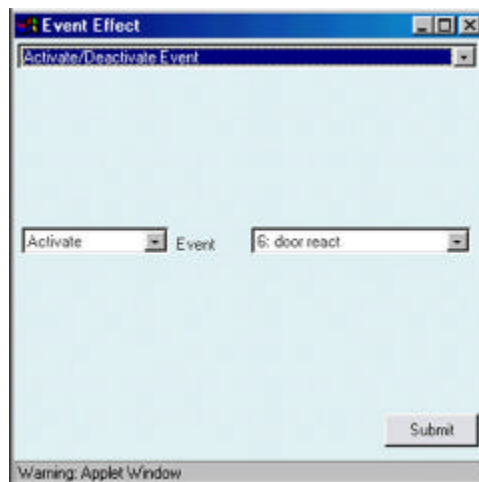 Event Effect
Activate/Deactivate Event
Activate Event 6: door react
Submit
Warning: Applet Window